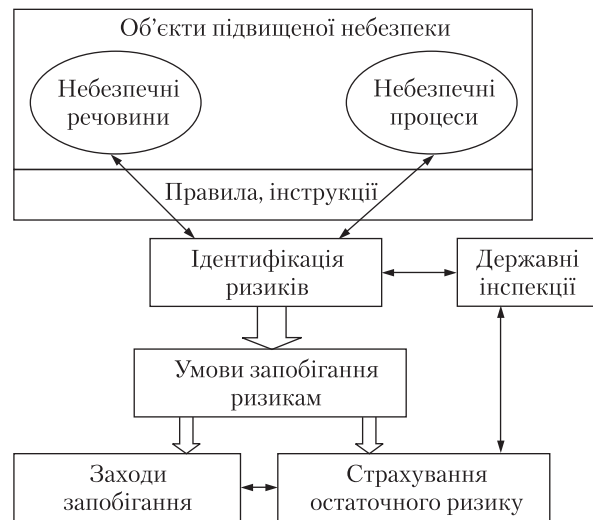 Об’єкти підвищеної небезпеки
Небезпечні
речовини
Небезпечні
процеси
Правила, інструкції
Ідентифікація
ризиків
Державні
інспекції
Умови запобігання
ризикам
Заходи
запобігання
Страхування
остаточного ризику